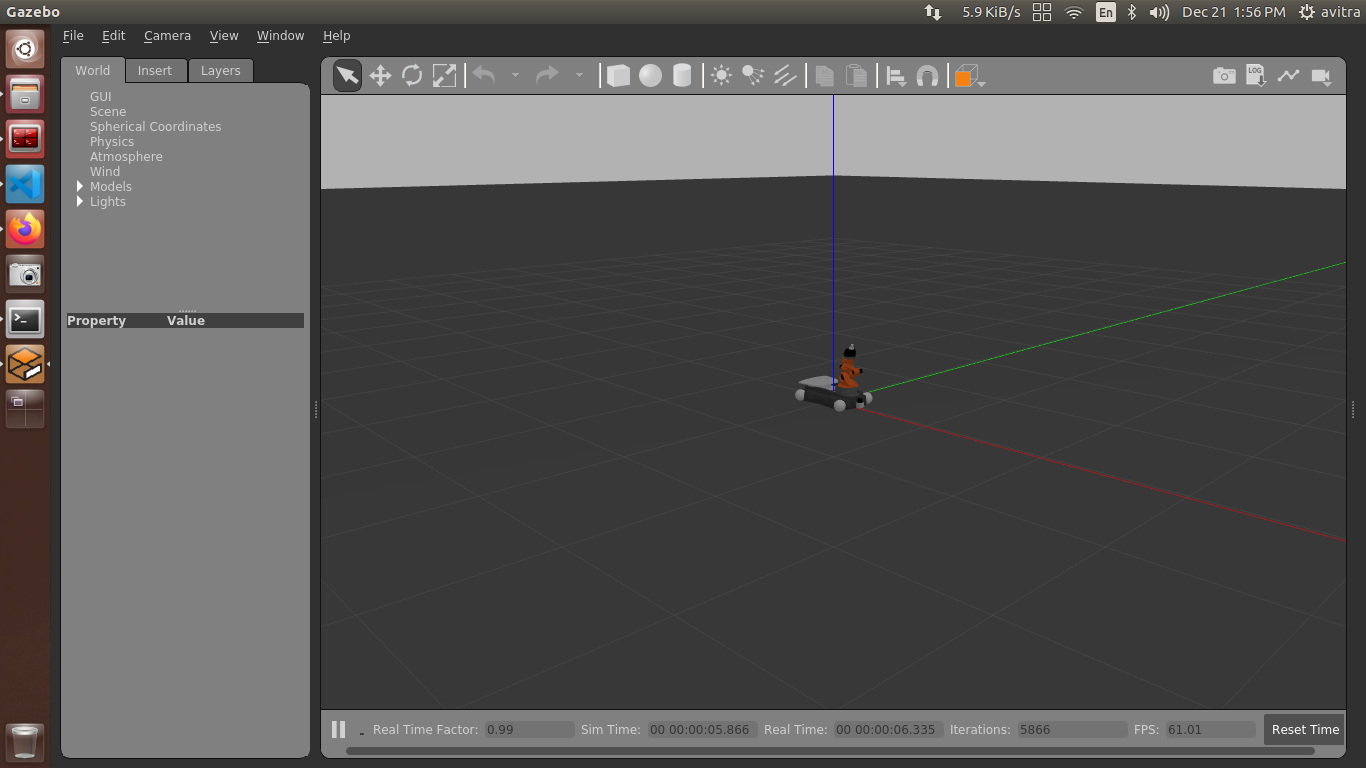 Gazebo 5.9 KiB/s En Dec 21 1:56 PM avitra
File Edit Camera View Window Help
World Insert Layers
LOG
GUI
Scene
Spherical Coordinates
Physics
Atmosphere
Wind
Models
Lights
Property Value
Real Time Factor: 0.99 Sim Time: 00 00:00:05.866 Real Time: 00 00:00:06.335 Iterations: 5866 FPS: 61.01 Reset Time